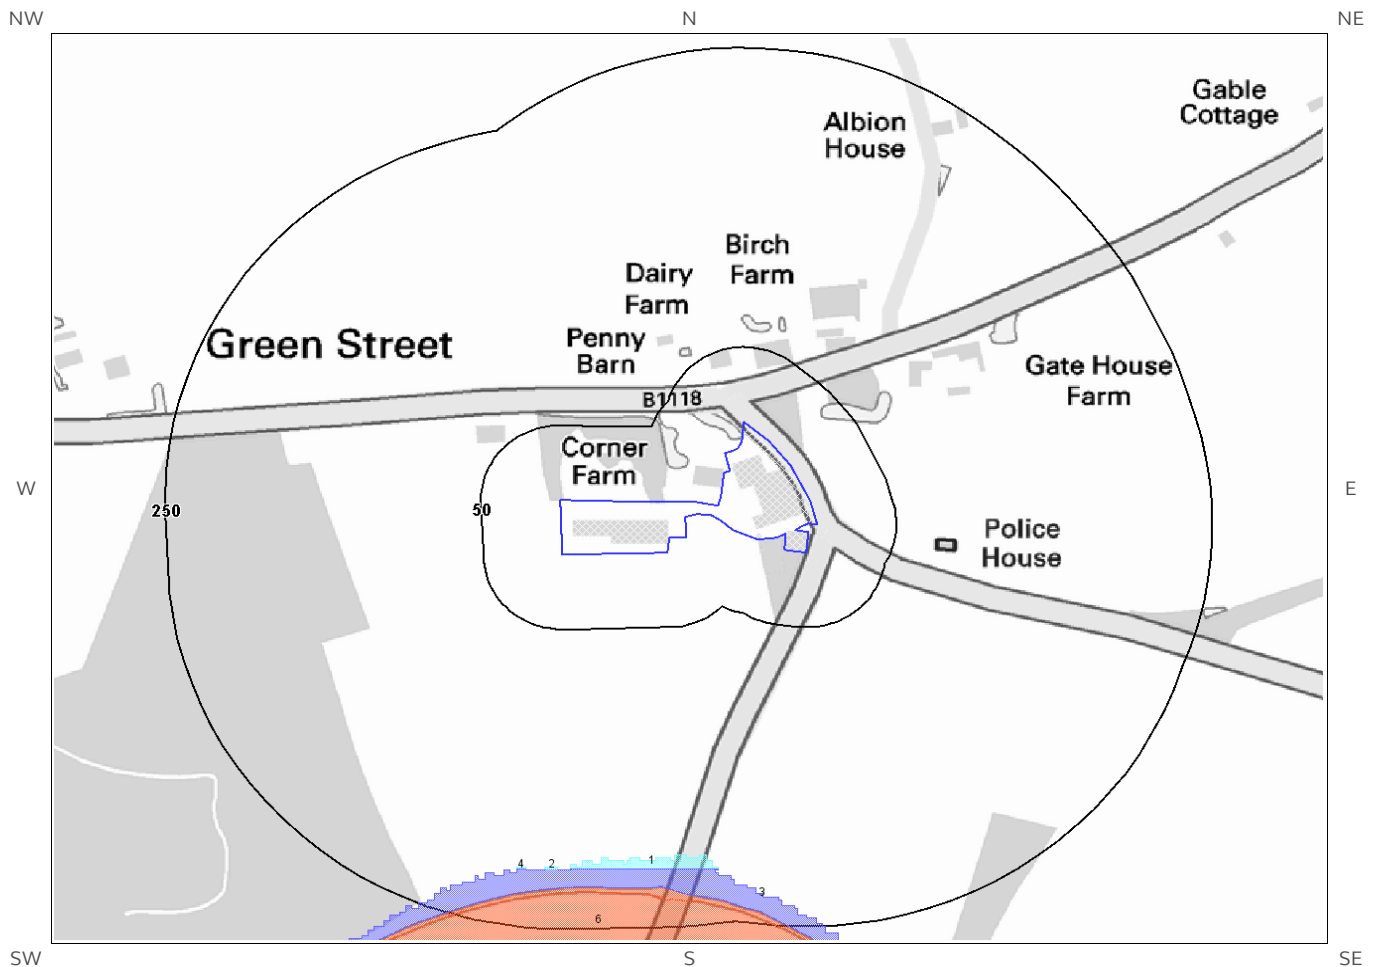 NW
N
NE
Gable
Cottage
Albion
House
Birch
Farm
Dairy
Farm
Green Street
Penny
Barn
Gate House
Farm
B1118
Corner
Farm
W
E
250
50
Police
House
4
2
1
3
6
SW
S
SE